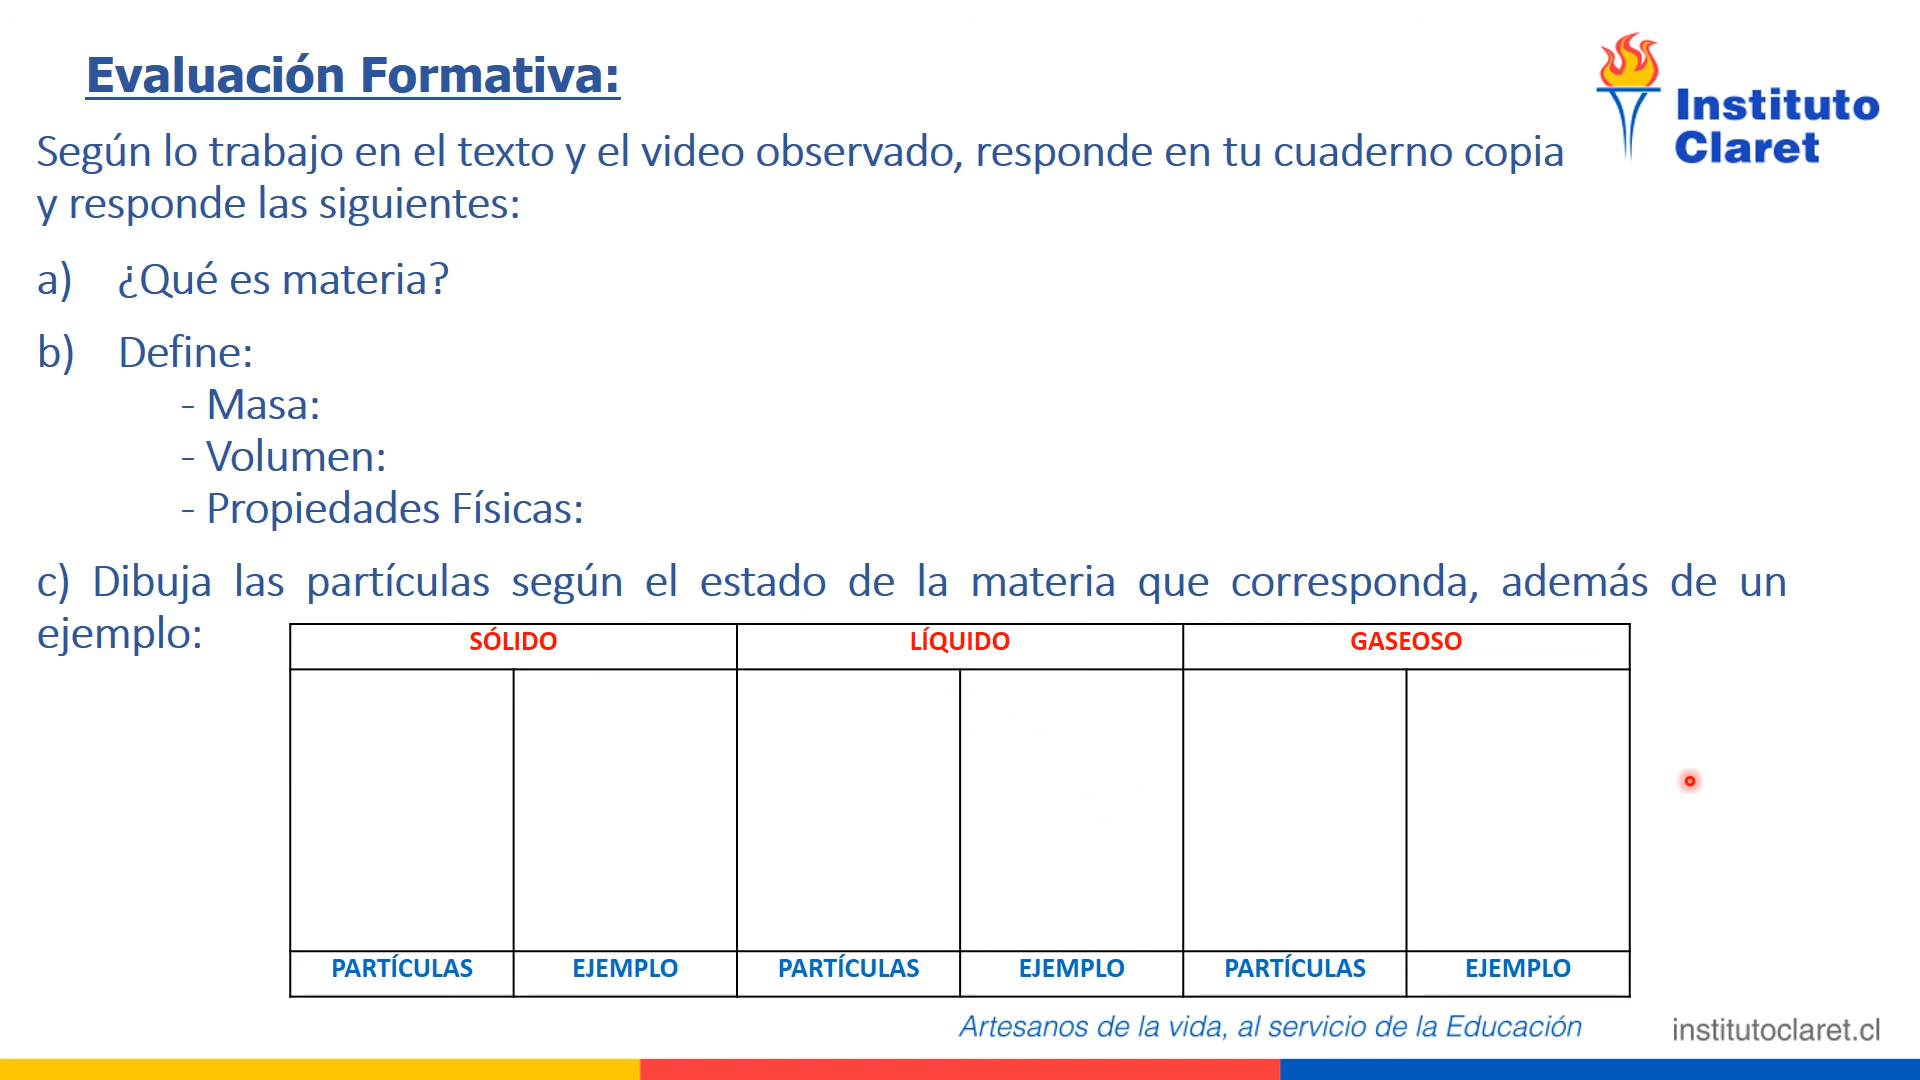 Evaluación Formativa:
Instituto
Claret
Según lo trabajo en el texto y el video observado, responde en tu cuaderno copia
y responde las siguientes:
a) ¿Qué es materia?
b) Define:
- Masa:
- Volumen:
- Propiedades Físicas:
c) Dibuja las partículas según el estado de la materia que corresponda, además de un
ejemplo:
SÓLIDO LÍQUIDO GASEOSO
PARTÍCULAS EJEMPLO PARTÍCULAS EJEMPLO PARTÍCULAS EJEMPLO
Artesanos de la vida, al servicio de la Educación
institutoclaret.cl